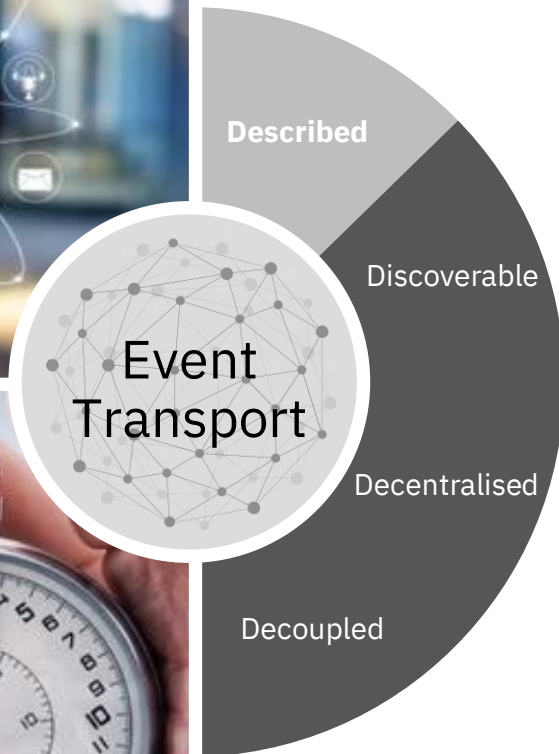 Described
Discoverable
Event
Transport
Decentralised
Decoupled